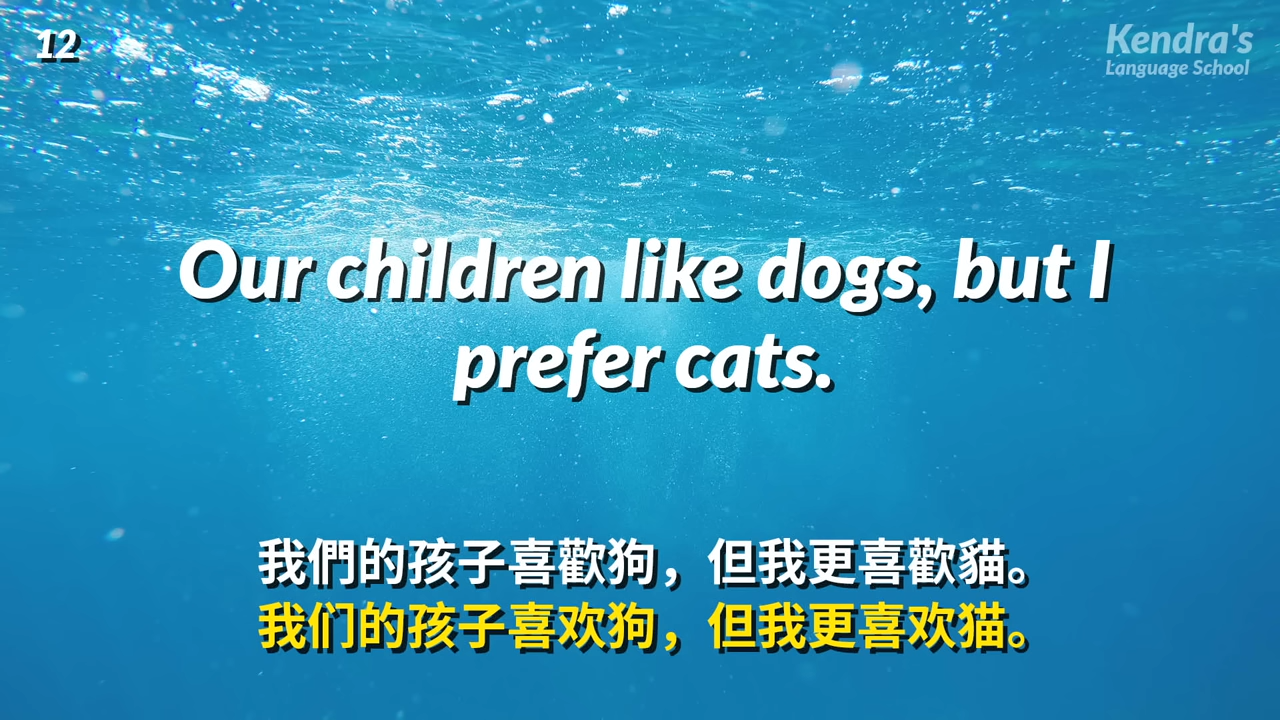 12
Kendra's
Language School
Our children like dogs, but I
prefer cats.
我們的孩子喜歡狗，但我更喜歡貓。
我们的孩子喜欢狗，但我更喜欢猫。